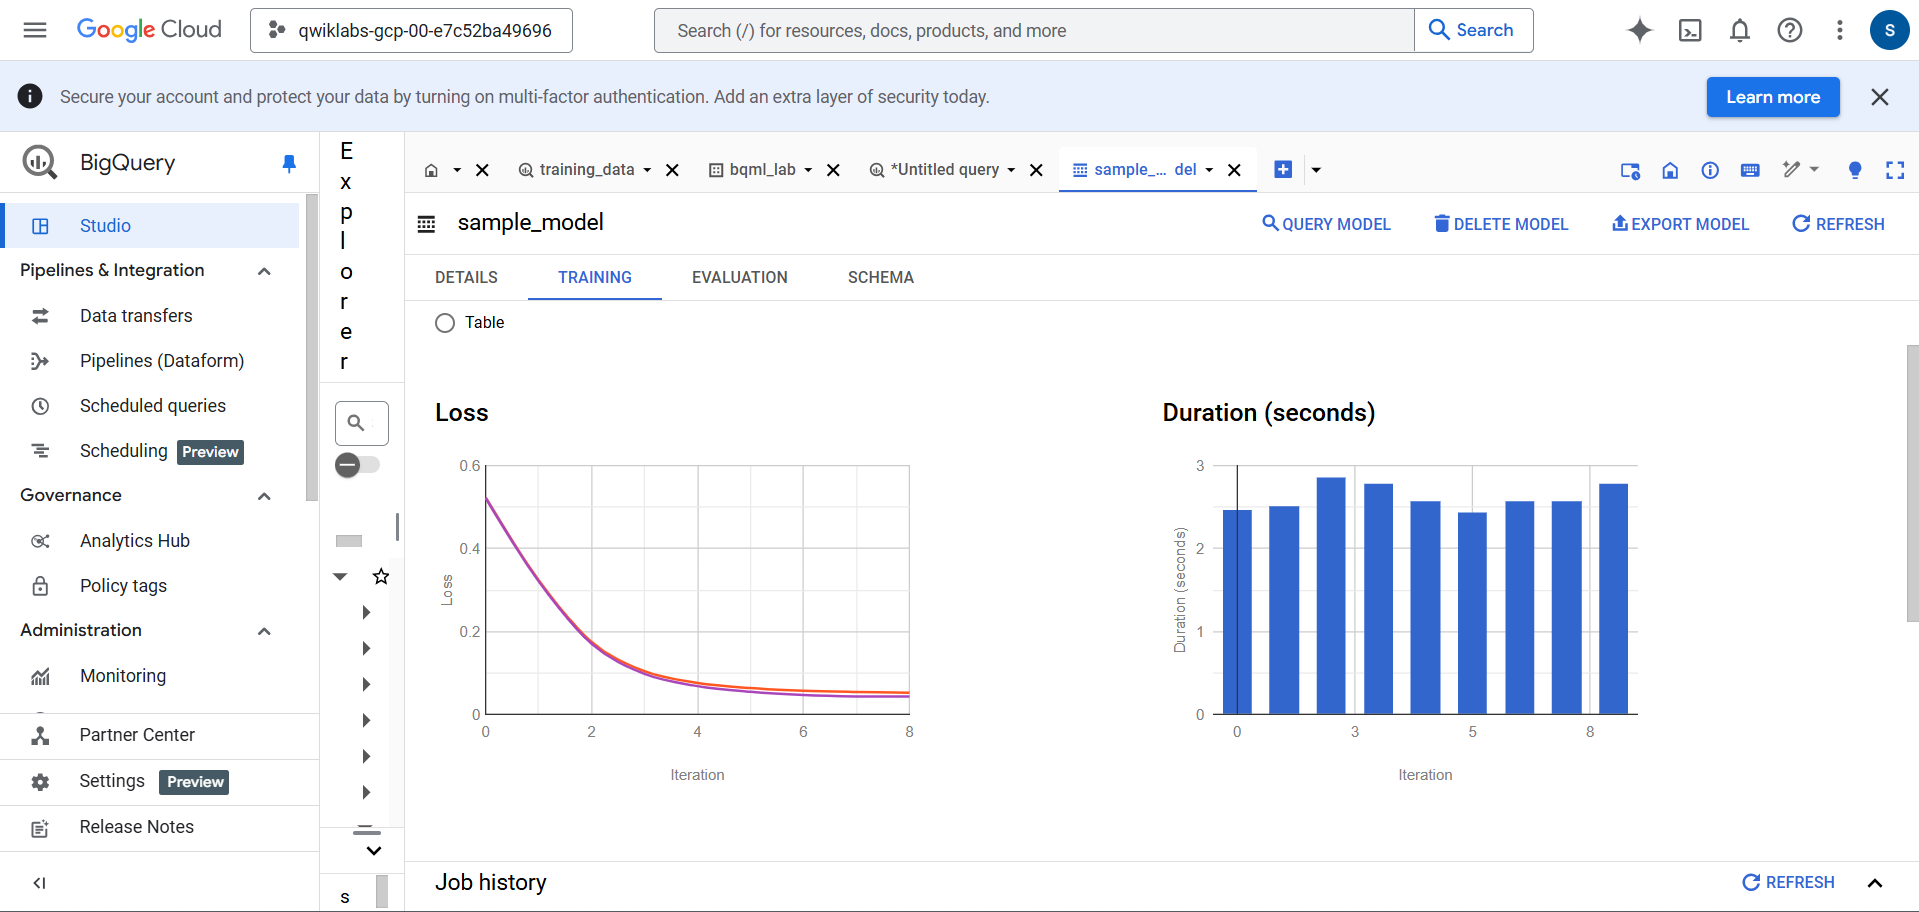 Google Cloud
qwiklabs-gcp-00-e7c52ba49696
Search (/) for resources, docs, products, and more
Search
S
Secure your account and protect your data by turning on multi-factor authentication. Add an extra layer of security today.
Learn more
BigQuery
Studio
Pipelines & Integration
Data transfers
Pipelines (Dataform)
Scheduled queries
Scheduling Preview
Governance
Analytics Hub
Policy tags
Administration
Monitoring
Partner Center
Settings Preview
Release Notes
Explorer
s
training_data
bqml_lab
*Untitled query
sample_... del
sample_model
QUERY MODEL
DELETE MODEL
EXPORT MODEL
REFRESH
DETAILS
TRAINING
EVALUATION
SCHEMA
Table
Loss
0.6
0.4
0.2
0
Loss
0 2 4 6 8
Iteration
Duration (seconds)
3
2
1
0
Duration (seconds)
0 3 5 8
Iteration
Job history
REFRESH